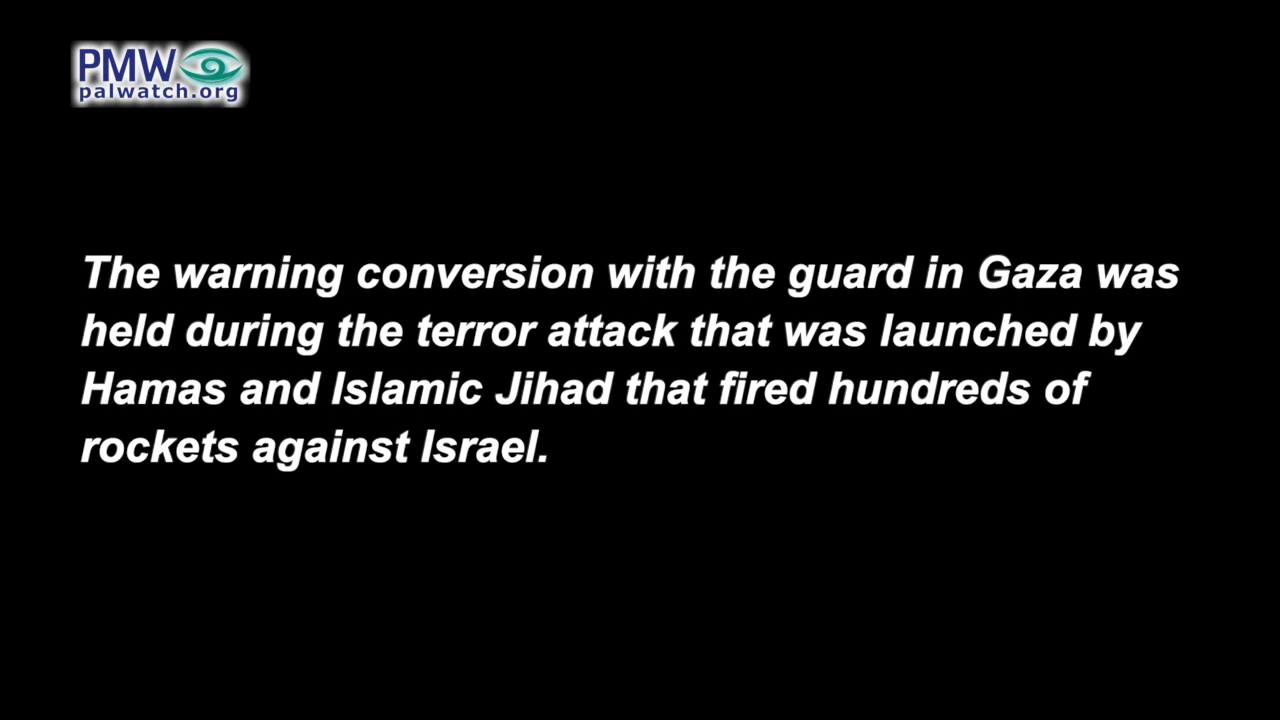 PMW
palwatch.org
The warning conversion with the guard in Gaza was
held during the terror attack that was launched by
Hamas and Islamic Jihad that fired hundreds of
rockets against Israel.